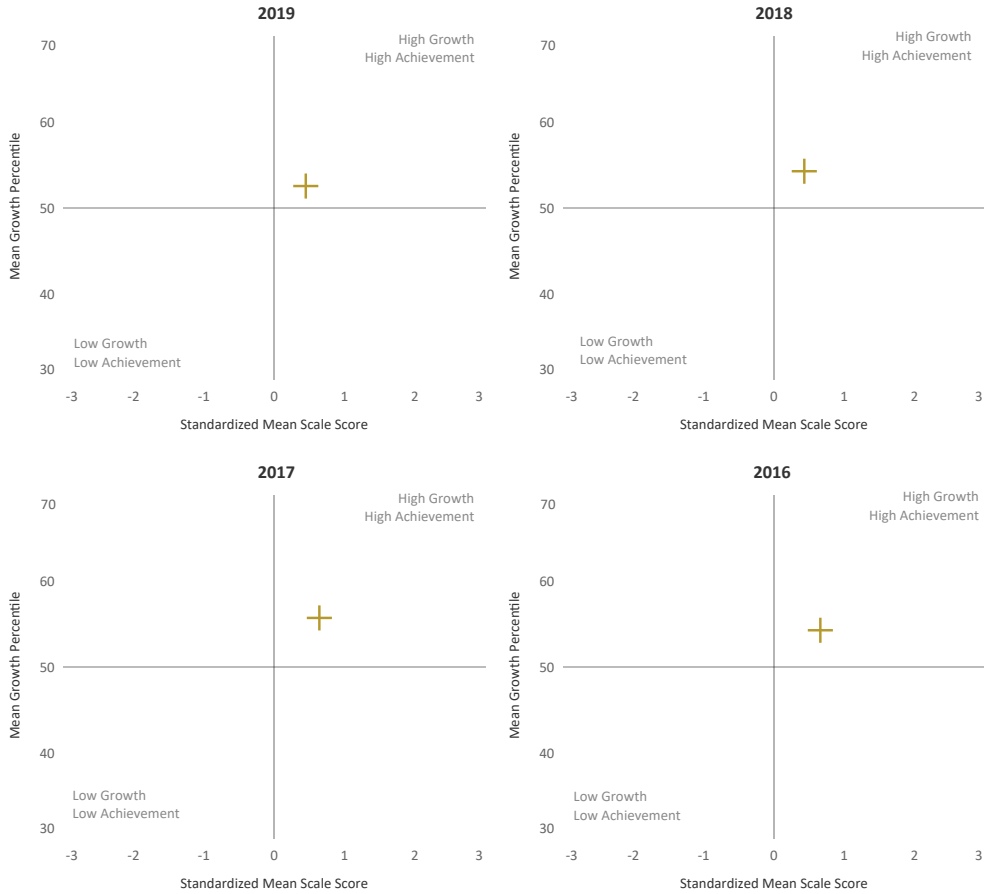 2019
High Growth
High Achievement
70
60
50
40
30
Mean Growth Percentile
Low Growth
Low Achievement
-3 -2 -1 0 1 2 3
Standardized Mean Scale Score
2018
High Growth
High Achievement
70
60
50
40
30
Mean Growth Percentile
Low Growth
Low Achievement
-3 -2 -1 0 1 2 3
Standardized Mean Scale Score
2017
High Growth
High Achievement
70
60
50
40
30
Mean Growth Percentile
Low Growth
Low Achievement
-3 -2 -1 0 1 2 3
Standardized Mean Scale Score
2016
High Growth
High Achievement
70
60
50
40
30
Mean Growth Percentile
Low Growth
Low Achievement
-3 -2 -1 0 1 2 3
Standardized Mean Scale Score